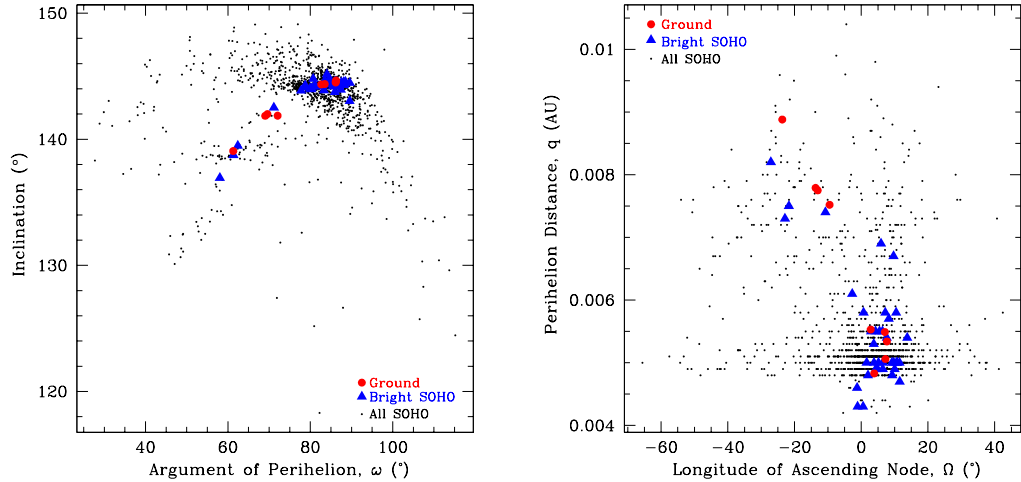 150
140
130
120
Inclination (°)
40
60
80
100
Argument of Perihelion, ω (°)
Ground
Bright SOHO
All SOHO
0.01
0.008
0.006
0.004
Perihelion Distance, q (AU)
−60
−40
−20
0
20
40
Longitude of Ascending Node, Ω (°)
Ground
Bright SOHO
All SOHO